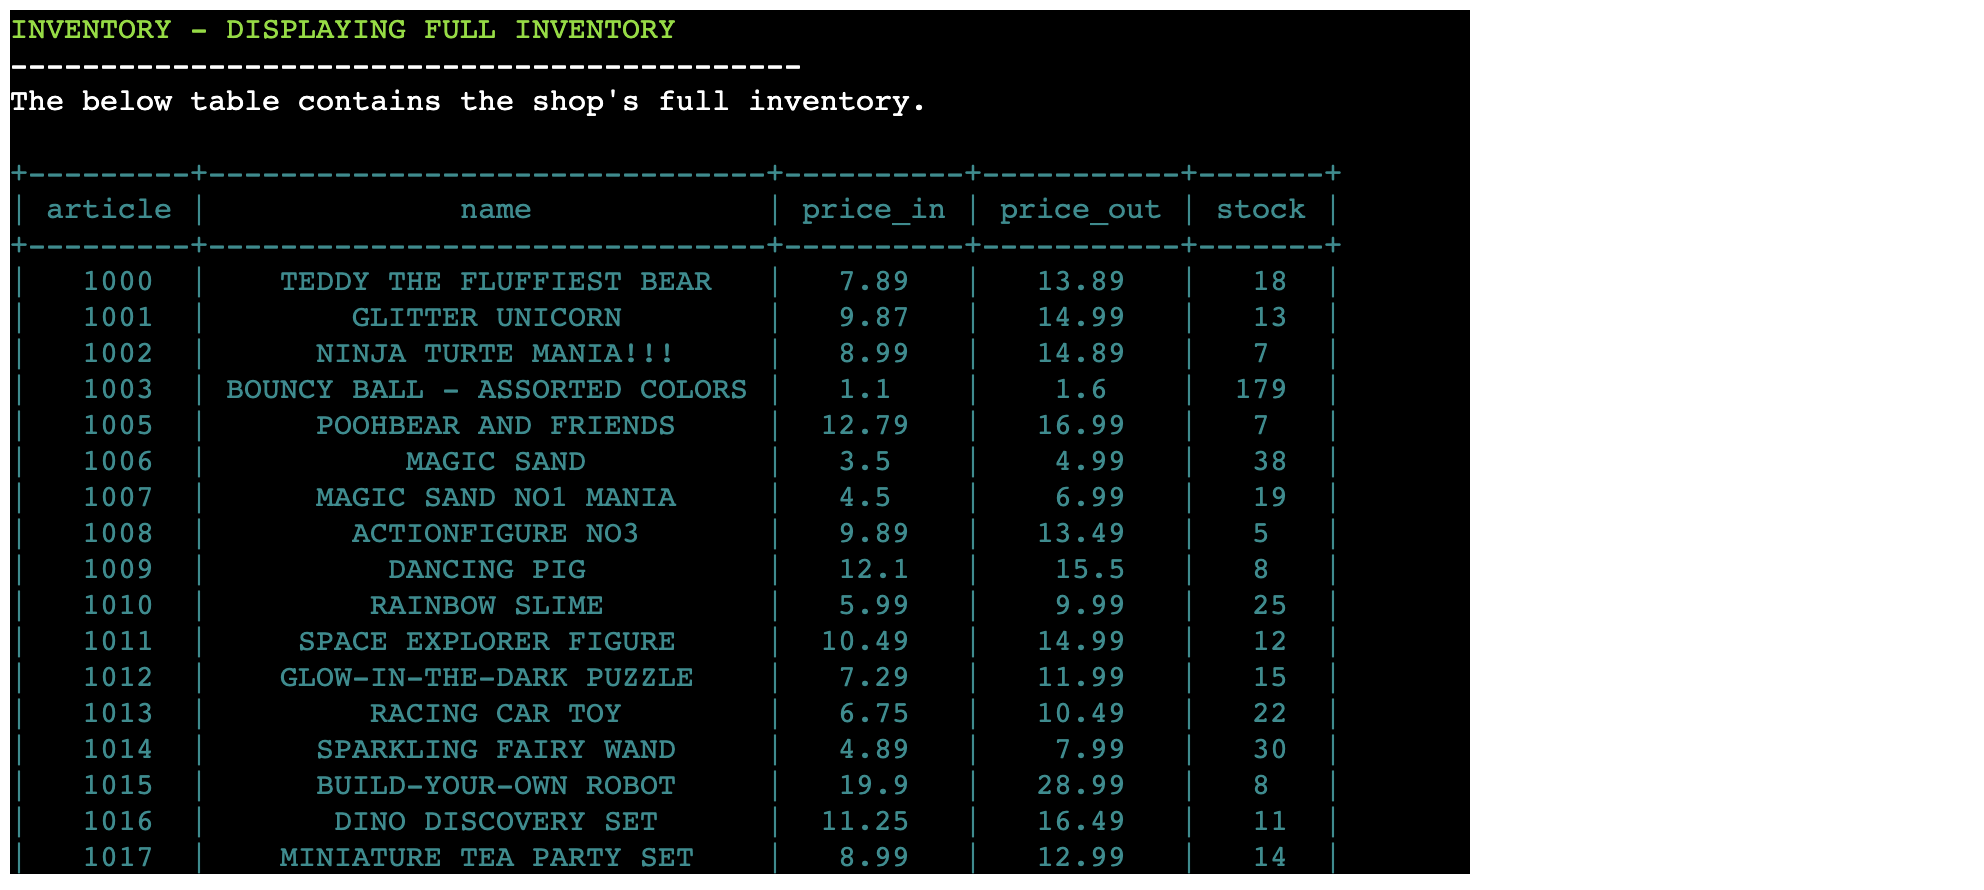 INVENTORY - DISPLAYING FULL INVENTORY
--------------------------------------------
The below table contains the shop's full inventory.
+---------+-------------------------------+----------+-----------+-------+
| article |              name             | price_in | price_out | stock |
+---------+-------------------------------+----------+-----------+-------+
|   1000  |    TEDDY THE FLUFFIEST BEAR   |   7.89   |   13.89   |   18  |
|   1001  |        GLITTER UNICORN        |   9.87   |   14.99   |   13  |
|   1002  |      NINJA TURTE MANIA!!!     |   8.99   |   14.89   |   7   |
|   1003  | BOUNCY BALL - ASSORTED COLORS |   1.1    |    1.6    |  179  |
|   1005  |      POOHBEAR AND FRIENDS     |  12.79   |   16.99   |   7   |
|   1006  |           MAGIC SAND          |   3.5    |    4.99   |   38  |
|   1007  |      MAGIC SAND NO1 MANIA     |   4.5    |    6.99   |   19  |
|   1008  |        ACTIONFIGURE NO3       |   9.89   |   13.49   |   5   |
|   1009  |          DANCING PIG          |   12.1   |    15.5   |   8   |
|   1010  |         RAINBOW SLIME         |   5.99   |    9.99   |   25  |
|   1011  |     SPACE EXPLORER FIGURE     |  10.49   |   14.99   |   12  |
|   1012  |    GLOW-IN-THE-DARK PUZZLE    |   7.29   |   11.99   |   15  |
|   1013  |         RACING CAR TOY        |   6.75   |   10.49   |   22  |
|   1014  |      SPARKLING FAIRY WAND     |   4.89   |    7.99   |   30  |
|   1015  |      BUILD-YOUR-OWN ROBOT     |   19.9   |   28.99   |   8   |
|   1016  |       DINO DISCOVERY SET      |  11.25   |   16.49   |   11  |
|   1017  |    MINIATURE TEA PARTY SET    |   8.99   |   12.99   |   14  |